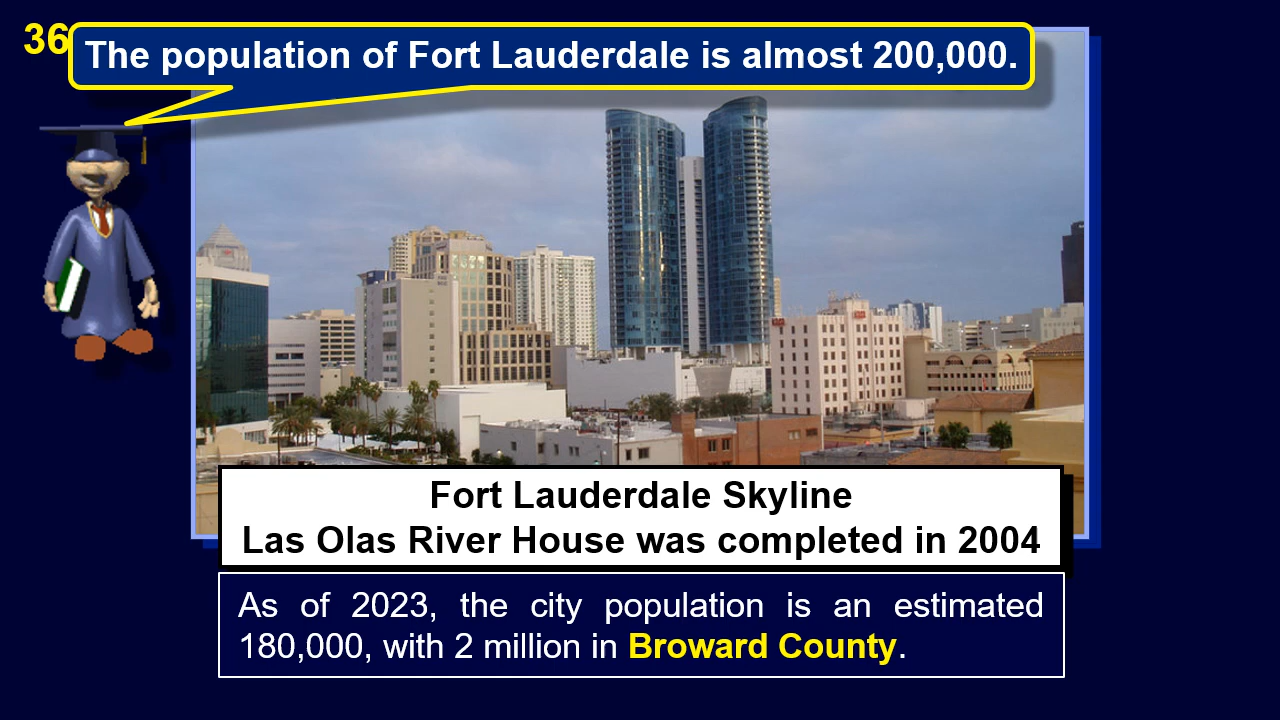 36
The population of Fort Lauderdale is almost 200,000.
Fort Lauderdale Skyline
Las Olas River House was completed in 2004
As of 2023, the city population is an estimated
180,000, with 2 million in Broward County.